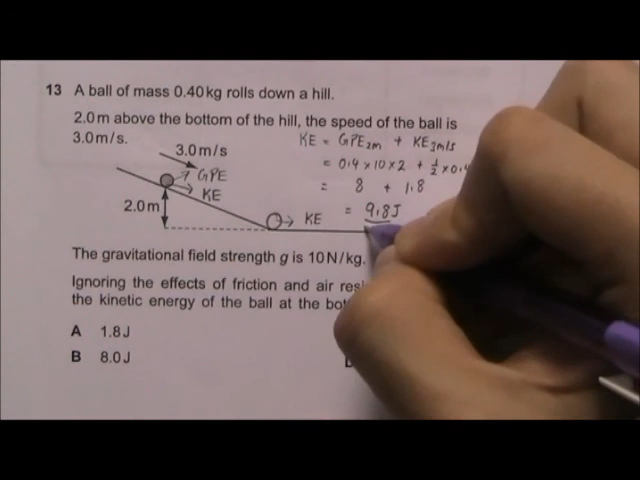 13 A ball of mass 0.40 kg rolls down a hill.
2.0 m above the bottom of the hill, the speed of the ball is
3.0 m/s.
KE = GPE2m + KE3m/s
3.0 m/s
= 0.4 × 10 × 2 + ½ × 0.4
GPE
KE
= 8 + 1.8
2.0 m
KE
= 9.8J
The gravitational field strength g is 10 N/kg.
Ignoring the effects of friction and air
the kinetic energy of the ball at the
A 1.8 J
B 8.0 J